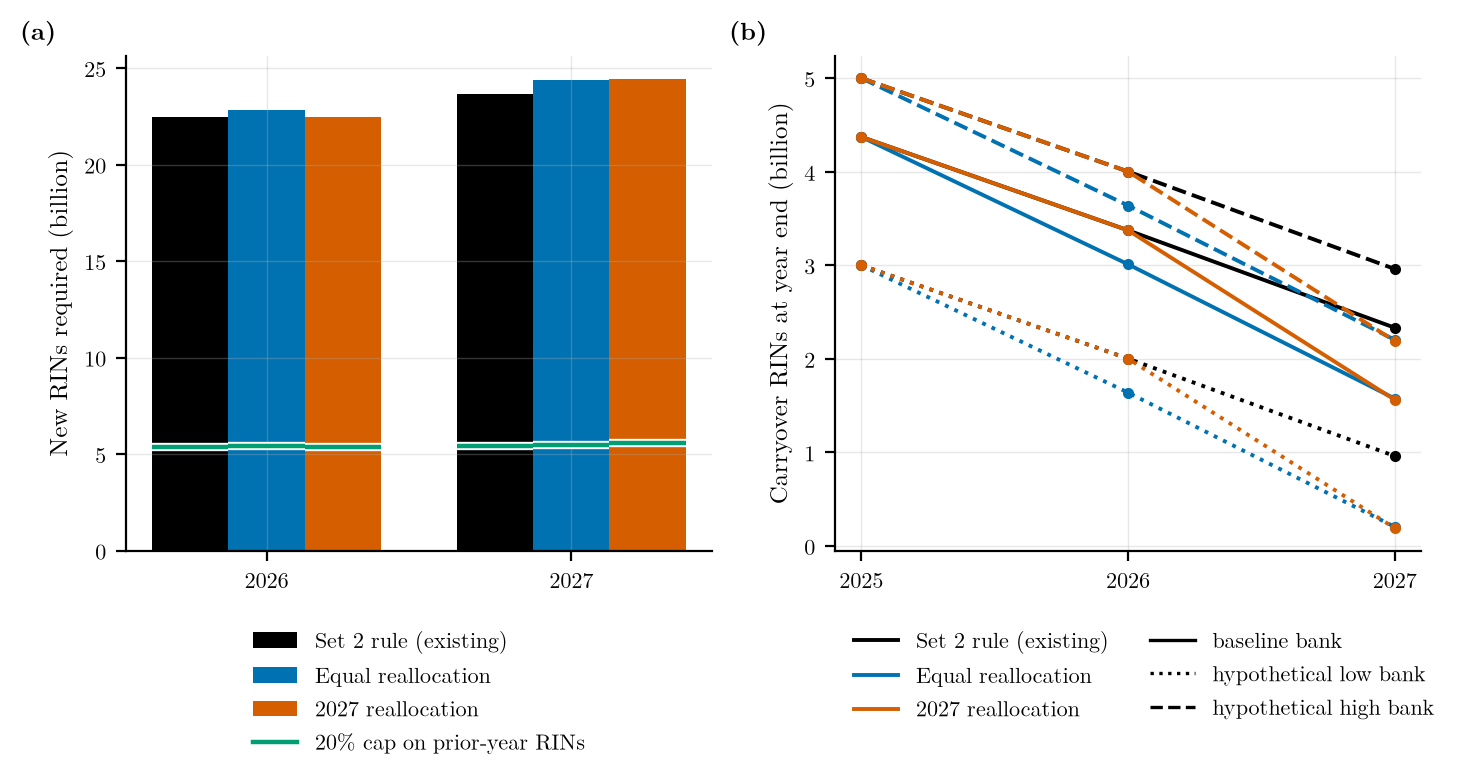 (a)
New RINs required (billion)
25
20
15
10
5
0
2026
2027
Set 2 rule (existing)
Equal reallocation
2027 reallocation
20% cap on prior-year RINs
(b)
Carryover RINs at year end (billion)
5
4
3
2
1
0
2025
2026
2027
Set 2 rule (existing)
Equal reallocation
2027 reallocation
baseline bank
hypothetical low bank
hypothetical high bank